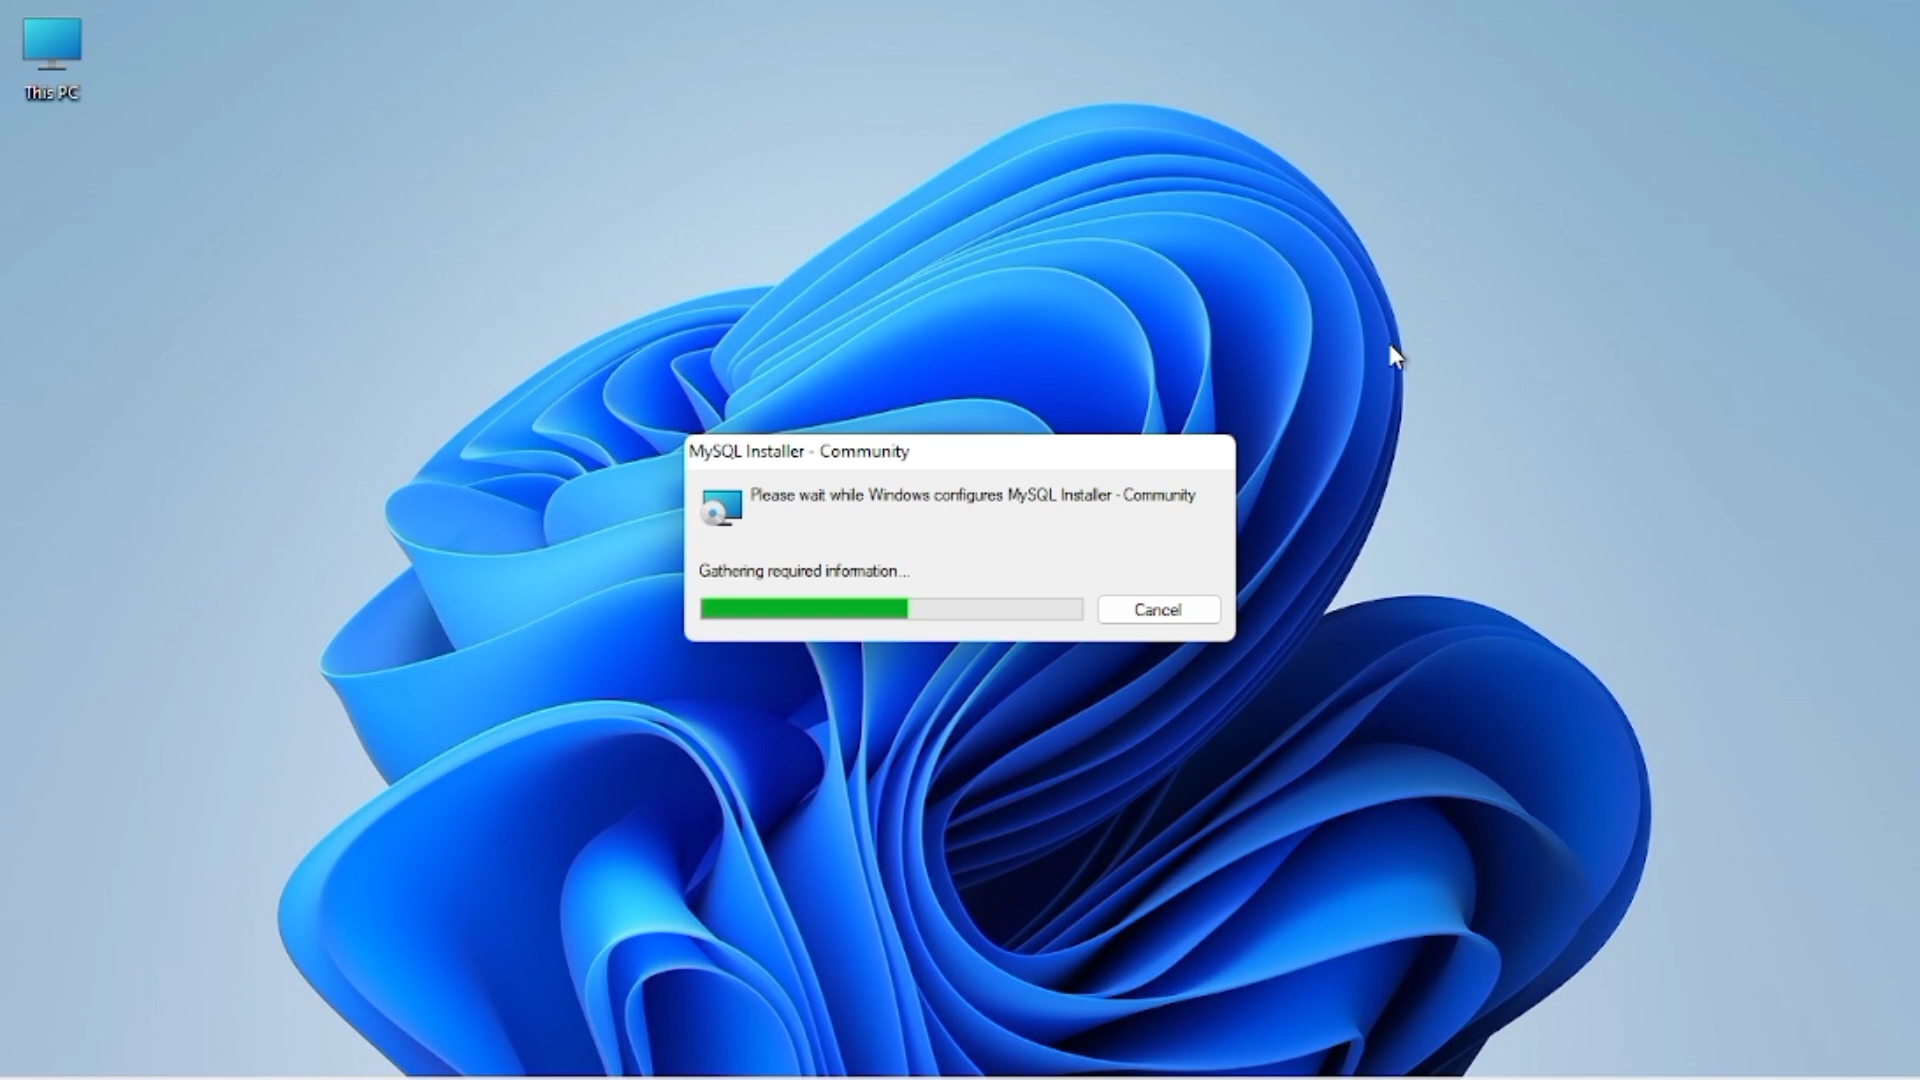 This PC
MySQL Installer - Community
Please wait while Windows configures MySQL Installer - Community
Gathering required information...
Cancel